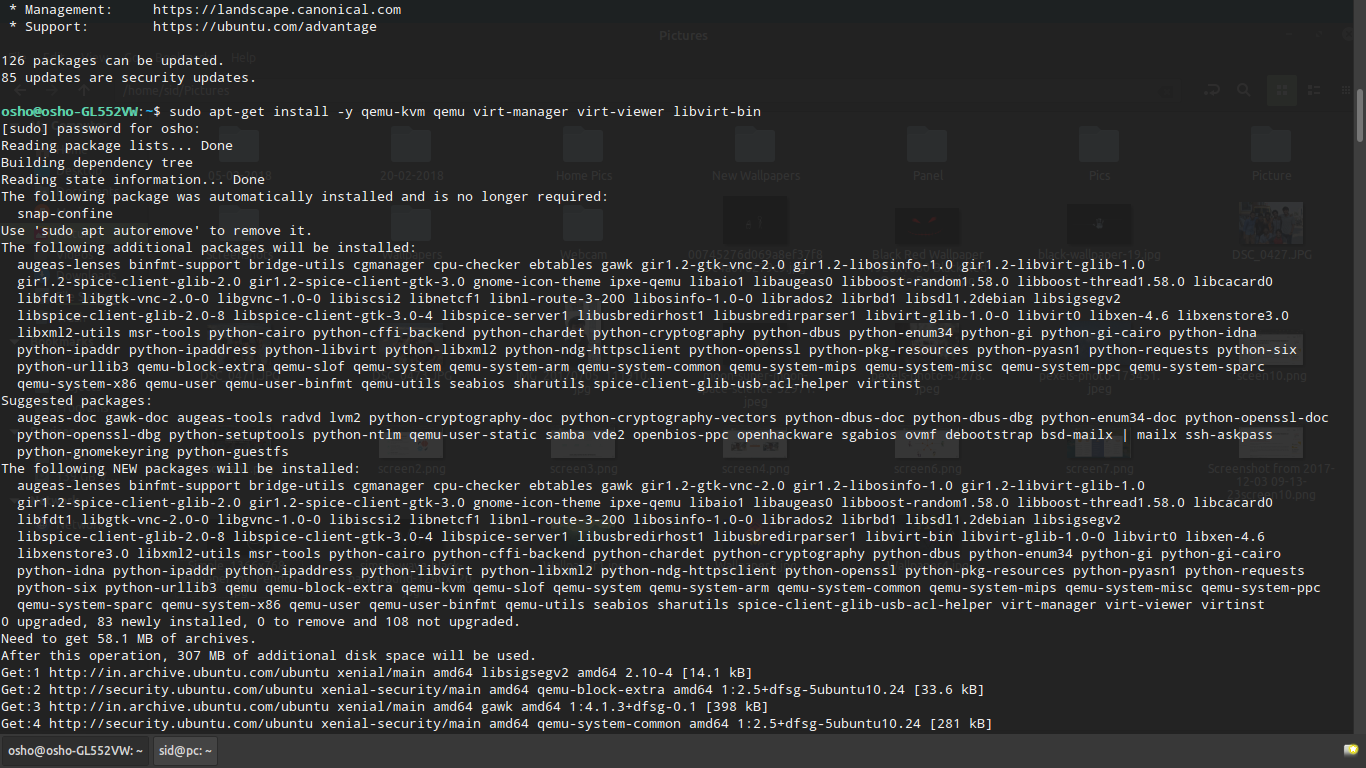 * Management:     https://landscape.canonical.com
 * Support:        https://ubuntu.com/advantage
Pictures
126 packages can be updated.
Help
85 updates are security updates.
/home/sid/Pictures
osho@osho-GL552VW:~$ sudo apt-get install -y qemu-kvm qemu virt-manager virt-viewer libvirt-bin
[sudo] password for osho:
Reading package lists... Done
Building dependency tree
Reading state information... Done
20-02-2018
Home Pics
New Wallpapers
Panel
Pics
Picture
The following package was automatically installed and is no longer required:
  snap-confine
Use 'sudo apt autoremove' to remove it.
The following additional packages will be installed:
DSC_0427.JPG
  augeas-lenses binfmt-support bridge-utils cgmanager cpu-checker ebtables gawk gir1.2-gtk-vnc-2.0 gir1.2-libosinfo-1.0 gir1.2-libvirt-glib-1.0
  gir1.2-spice-client-glib-2.0 gir1.2-spice-client-gtk-3.0 gnome-icon-theme ipxe-qemu libaio1 libaugeas0 libboost-random1.58.0 libboost-thread1.58.0 libcacard0
  libfdt1 libgtk-vnc-2.0-0 libgvnc-1.0-0 libiscsi2 libnetcf1 libnl-route-3-200 libosinfo-1.0-0 librados2 librbd1 libsdl1.2debian libsigsegv2
  libspice-client-glib-2.0-8 libspice-client-gtk-3.0-4 libspice-server1 libusbredirhost1 libusbredirparser1 libvirt-glib-1.0-0 libvirt0 libxen-4.6 libxenstore3.0
  libxml2-utils msr-tools python-cairo python-cffi-backend python-chardet python-cryptography python-dbus python-enum34 python-gi python-gi-cairo python-idna
  python-ipaddr python-ipaddress python-libvirt python-libxml2 python-ndg-httpsclient python-openssl python-pkg-resources python-pyasn1 python-requests python-six
  python-urllib3 qemu-block-extra qemu-slof qemu-system qemu-system-arm qemu-system-common qemu-system-mips qemu-system-misc qemu-system-ppc qemu-system-sparc
  qemu-system-x86 qemu-user qemu-user-binfmt qemu-utils seabios sharutils spice-client-glib-usb-acl-helper virtinst
Suggested packages:
  augeas-doc gawk-doc augeas-tools radvd lvm2 python-cryptography-doc python-cryptography-vectors python-dbus-doc python-dbus-dbg python-enum34-doc python-openssl-doc
  python-openssl-dbg python-setuptools python-ntlm qemu-user-static samba vde2 openbios-ppc openhackware sgabios ovmf debootstrap bsd-mailx | mailx ssh-askpass
  python-gnomekeyring python-guestfs
The following NEW packages will be installed:
screen2.png
screen3.png
screen4.png
screen6.png
screen7.png
Screenshot from 2017-
  augeas-lenses binfmt-support bridge-utils cgmanager cpu-checker ebtables gawk gir1.2-gtk-vnc-2.0 gir1.2-libosinfo-1.0 gir1.2-libvirt-glib-1.0
  gir1.2-spice-client-glib-2.0 gir1.2-spice-client-gtk-3.0 gnome-icon-theme ipxe-qemu libaio1 libaugeas0 libboost-random1.58.0 libboost-thread1.58.0 libcacard0
  libfdt1 libgtk-vnc-2.0-0 libgvnc-1.0-0 libiscsi2 libnetcf1 libnl-route-3-200 libosinfo-1.0-0 librados2 librbd1 libsdl1.2debian libsigsegv2
  libspice-client-glib-2.0-8 libspice-client-gtk-3.0-4 libspice-server1 libusbredirhost1 libusbredirparser1 libvirt-bin libvirt-glib-1.0-0 libvirt0 libxen-4.6
  libxenstore3.0 libxml2-utils msr-tools python-cairo python-cffi-backend python-chardet python-cryptography python-dbus python-enum34 python-gi python-gi-cairo
  python-idna python-ipaddr python-ipaddress python-libvirt python-libxml2 python-ndg-httpsclient python-openssl python-pkg-resources python-pyasn1 python-requests
  python-six python-urllib3 qemu qemu-block-extra qemu-kvm qemu-slof qemu-system qemu-system-arm qemu-system-common qemu-system-mips qemu-system-misc qemu-system-ppc
  qemu-system-sparc qemu-system-x86 qemu-user qemu-user-binfmt qemu-utils seabios sharutils spice-client-glib-usb-acl-helper virt-manager virt-viewer virtinst
0 upgraded, 83 newly installed, 0 to remove and 108 not upgraded.
Need to get 58.1 MB of archives.
After this operation, 307 MB of additional disk space will be used.
Get:1 http://in.archive.ubuntu.com/ubuntu xenial/main amd64 libsigsegv2 amd64 2.10-4 [14.1 kB]
Get:2 http://security.ubuntu.com/ubuntu xenial-security/main amd64 qemu-block-extra amd64 1:2.5+dfsg-5ubuntu10.24 [33.6 kB]
Get:3 http://in.archive.ubuntu.com/ubuntu xenial/main amd64 gawk amd64 1:4.1.3+dfsg-0.1 [398 kB]
Get:4 http://security.ubuntu.com/ubuntu xenial-security/main amd64 qemu-system-common amd64 1:2.5+dfsg-5ubuntu10.24 [281 kB]
osho@osho-GL552VW: ~
sid@pc: ~